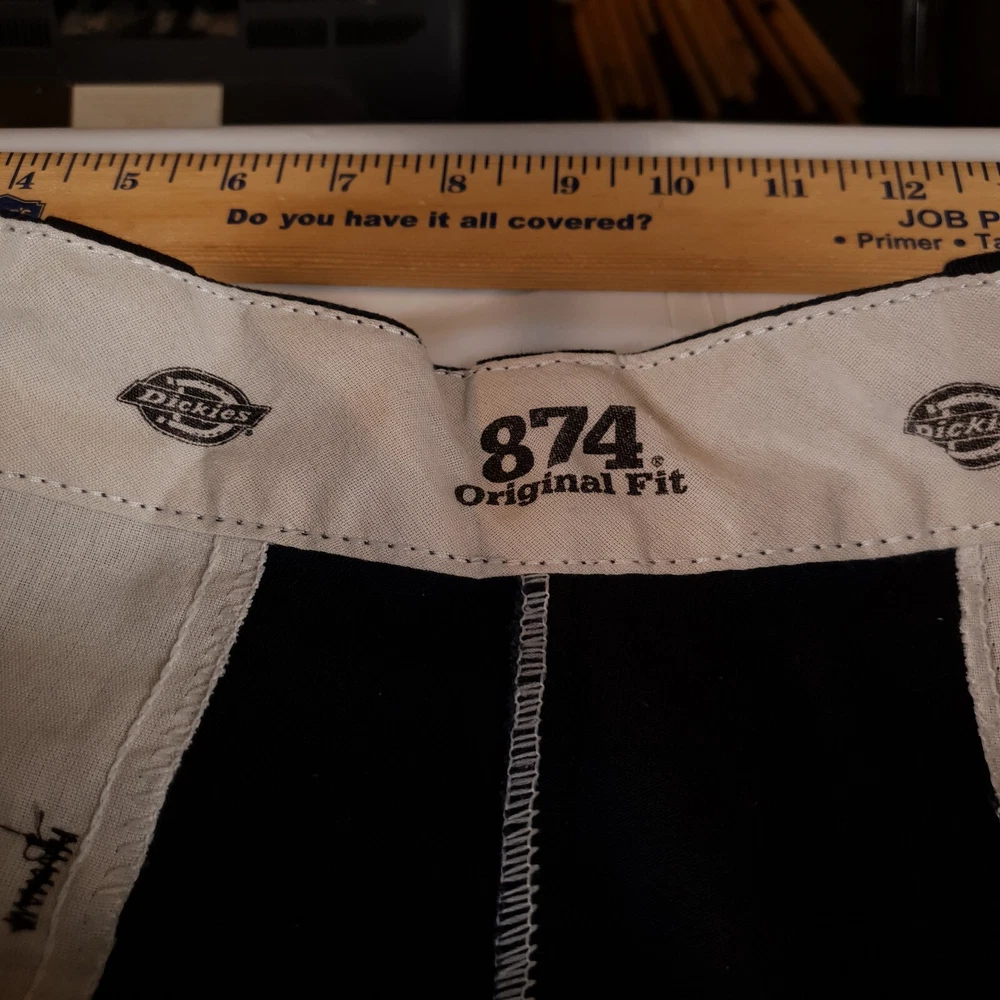 4 5 6 7 8 9 10 11 12
Do you have it all covered?
JOB P
• Primer • Ta
Dickies®
874®
Original Fit
Dicki